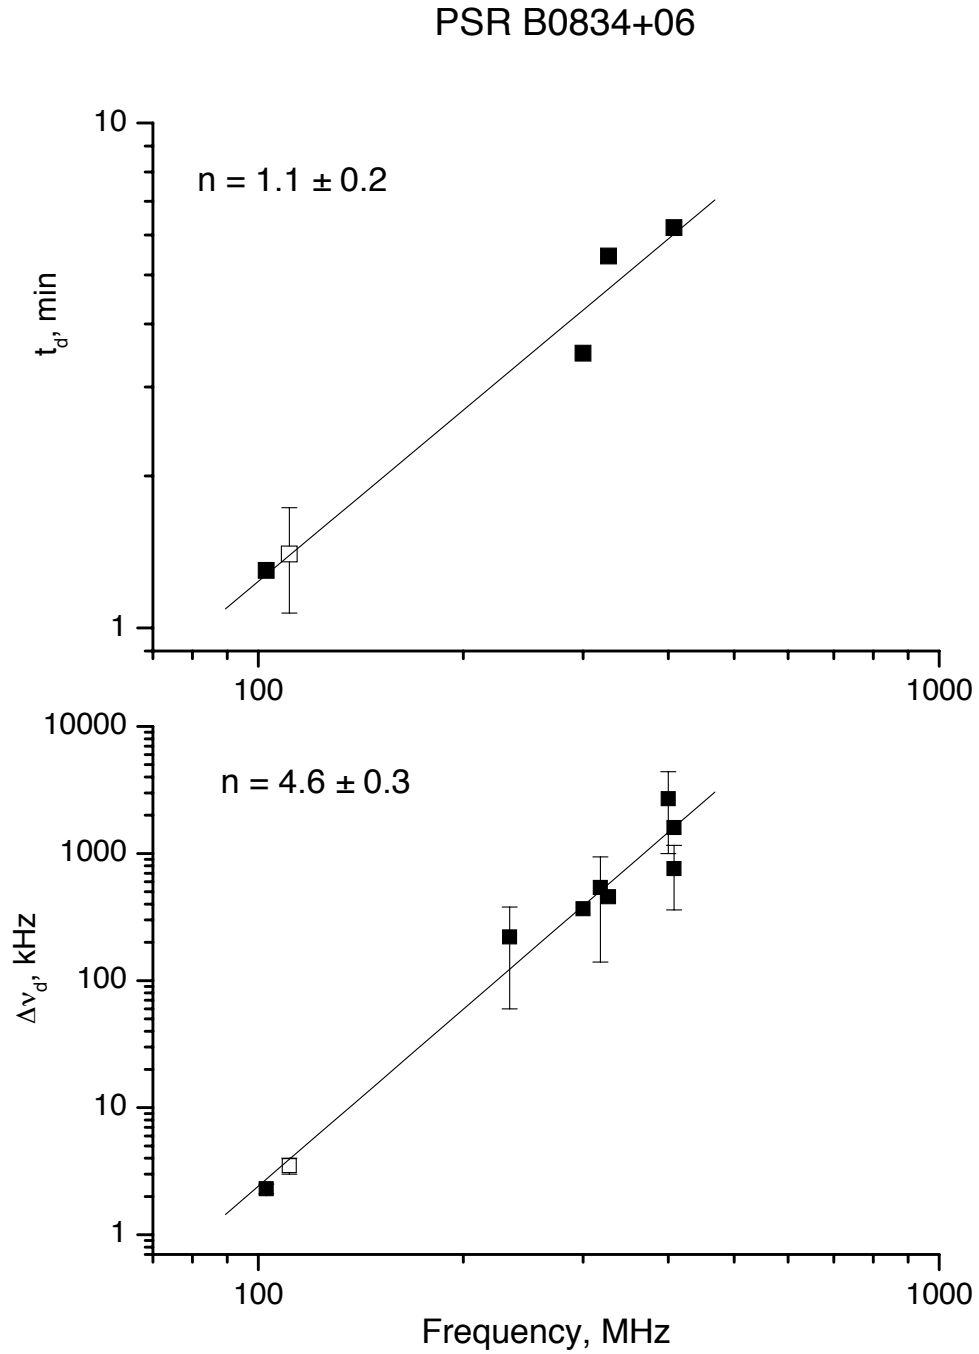 PSR B0834+06
10
n = 1.1 ± 0.2
t_d, min
1
100 1000
10000
n = 4.6 ± 0.3
1000
100
Δν_d, kHz
10
1
100 1000
Frequency, MHz